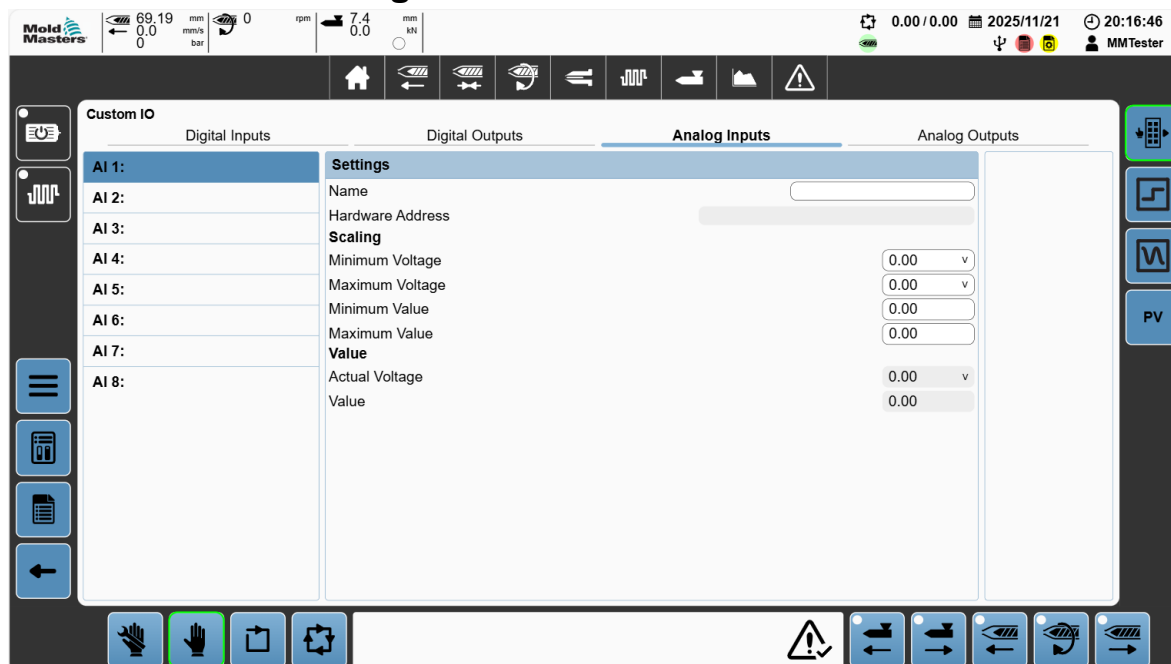 Mold Masters
69.19 mm 0 rpm 7.4 mm 0.00 / 0.00 2025/11/21 20:16:46
0.0 mm/s 0.0 kN MMTester
0 bar
Custom IO
Digital Inputs Digital Outputs Analog Inputs Analog Outputs
AI 1: Settings
AI 2: Name
AI 3: Hardware Address
Scaling
AI 4: Minimum Voltage 0.00 v
AI 5: Maximum Voltage 0.00 v
AI 6: Minimum Value 0.00
Maximum Value 0.00
AI 7: Value
AI 8: Actual Voltage 0.00 v
Value 0.00
PV